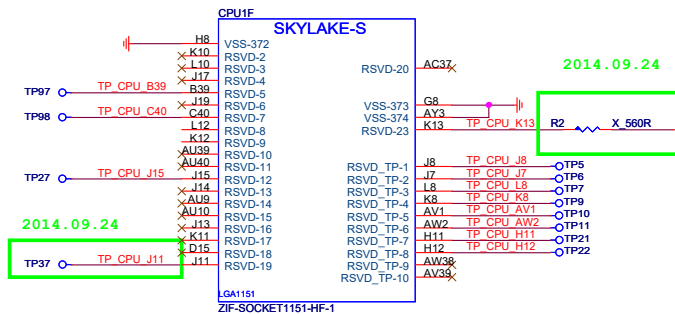 CPU1F
SKYLAKE-S
H8 VSS-372
K10 RSVD-2
L10 RSVD-3
J17 RSVD-4
TP97 TP_CPU_B39 B39 RSVD-5
J19 RSVD-6
TP98 TP_CPU_C40 C40 RSVD-7
L12 RSVD-8
K12 RSVD-9
AU39 RSVD-10
AU40 RSVD-11
TP27 TP_CPU_J15 J15 RSVD-12
J14 RSVD-13
AU9 RSVD-14
AU10 RSVD-15
J13 RSVD-16
K11 RSVD-17
D15 RSVD-18
2014.09.24
TP37 TP_CPU_J11 J11 RSVD-19
RSVD-20 AC37
2014.09.24
VSS-373 G8
VSS-374 AY3
RSVD-23 K13 TP_CPU_K13 R2 X_560R
RSVD_TP-1 J8 TP_CPU_J8 TP5
RSVD_TP-2 J7 TP_CPU_J7 TP6
RSVD_TP-3 L8 TP_CPU_L8 TP7
RSVD_TP-4 K8 TP_CPU_K8 TP9
RSVD_TP-5 AV1 TP_CPU_AV1 TP10
RSVD_TP-6 AW2 TP_CPU_AW2 TP11
RSVD_TP-7 H11 TP_CPU_H11 TP21
RSVD_TP-8 H12 TP_CPU_H12 TP22
RSVD_TP-9 AW38
RSVD_TP-10 AV39
LGA1151
ZIF-SOCKET1151-HF-1